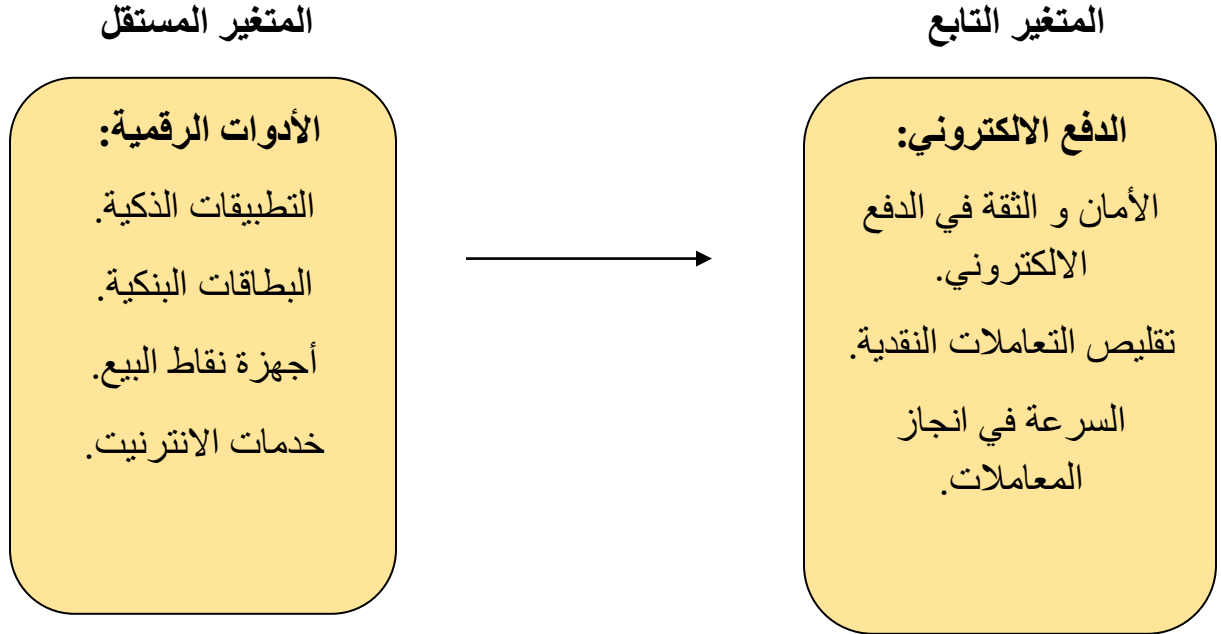 المتغير المستقل
الأدوات الرقمية:
التطبيقات الذكية.
البطاقات البنكية.
أجهزة نقاط البيع.
خدمات الانترنيت.
المتغير التابع
الدفع الالكتروني:
الأمان و الثقة في الدفع
الالكتروني.
تقليص التعاملات النقدية.
السرعة في انجاز
المعاملات.